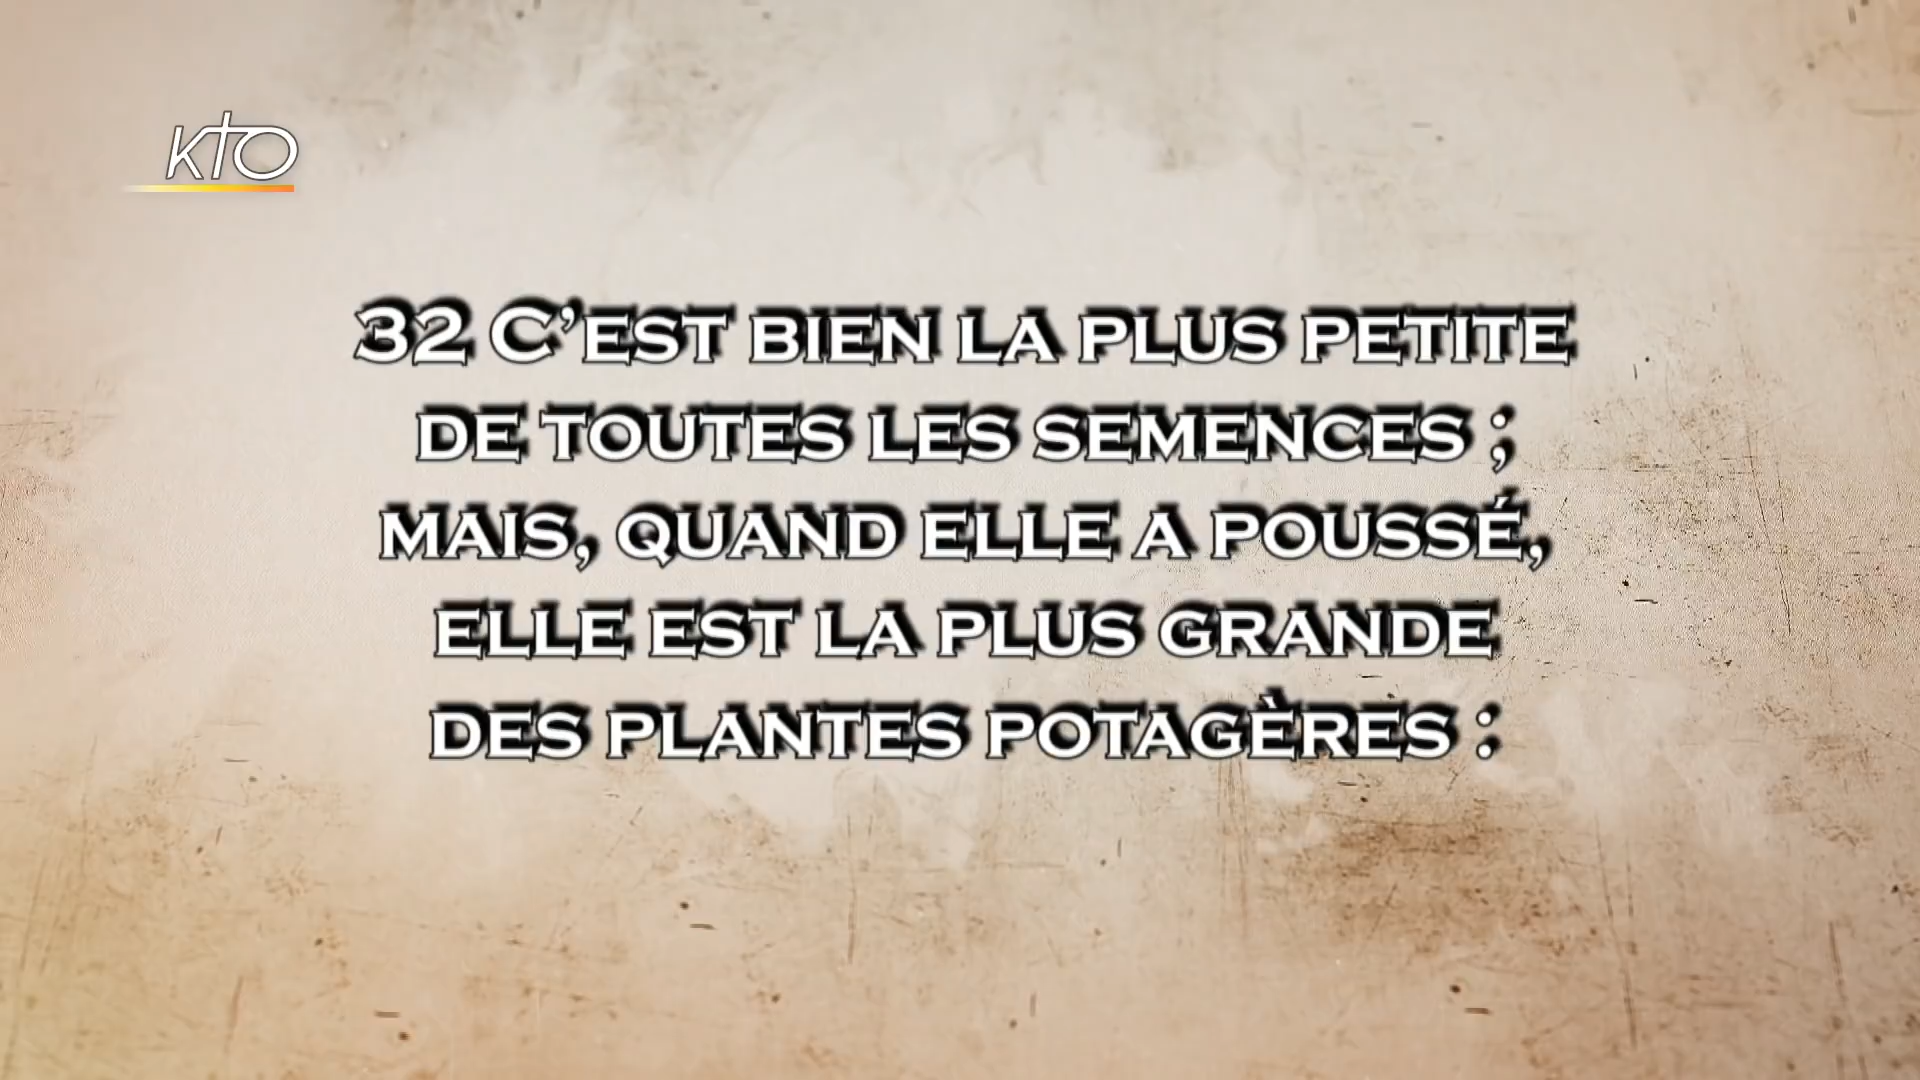 KTO
32 C’EST BIEN LA PLUS PETITE
DE TOUTES LES SEMENCES ;
MAIS, QUAND ELLE A POUSSÉ,
ELLE EST LA PLUS GRANDE
DES PLANTES POTAGÈRES :